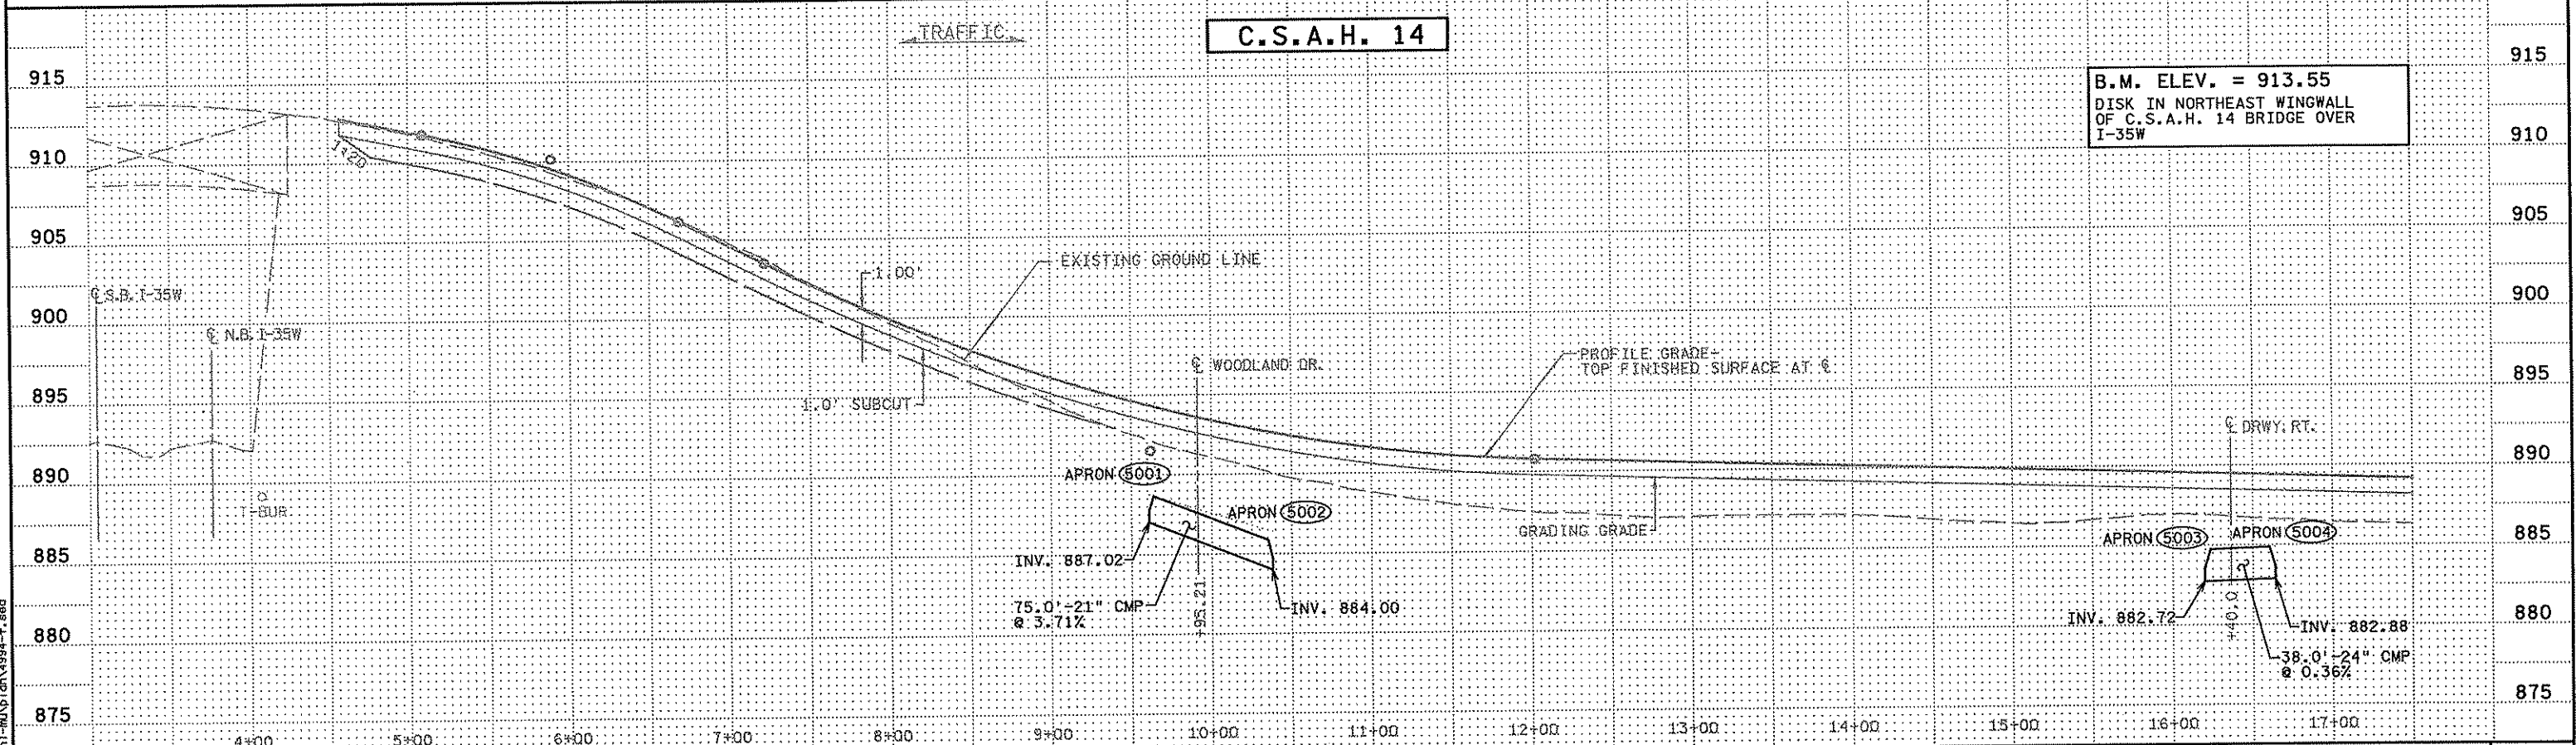 TRAFFIC
C.S.A.H. 14
915
915
B.M. ELEV. = 913.55
DISK IN NORTHEAST WINGWALL
OF C.S.A.H. 14 BRIDGE OVER
I-35W
910
910
1:20
905
905
1.00'
EXISTING GROUND LINE
℄ S.B. I-35W
900
900
℄ N.B. I-35W
℄ WOODLAND DR.
PROFILE GRADE-
TOP FINISHED SURFACE AT ℄
895
895
1.0' SUBCUT
℄ DRWY. RT.
890
890
APRON 5001
T-BUR
APRON 5002
GRADING GRADE
885
885
APRON 5003
APRON 5004
INV. 887.02
75.0'-21" CMP
@ 3.71%
+95.21
INV. 884.00
880
880
INV. 882.72
+40.0
INV. 882.88
38.0'-24" CMP
@ 0.36%
875
875
4+00
5+00
6+00
7+00
8+00
9+00
10+00
11+00
12+00
13+00
14+00
15+00
16+00
17+00